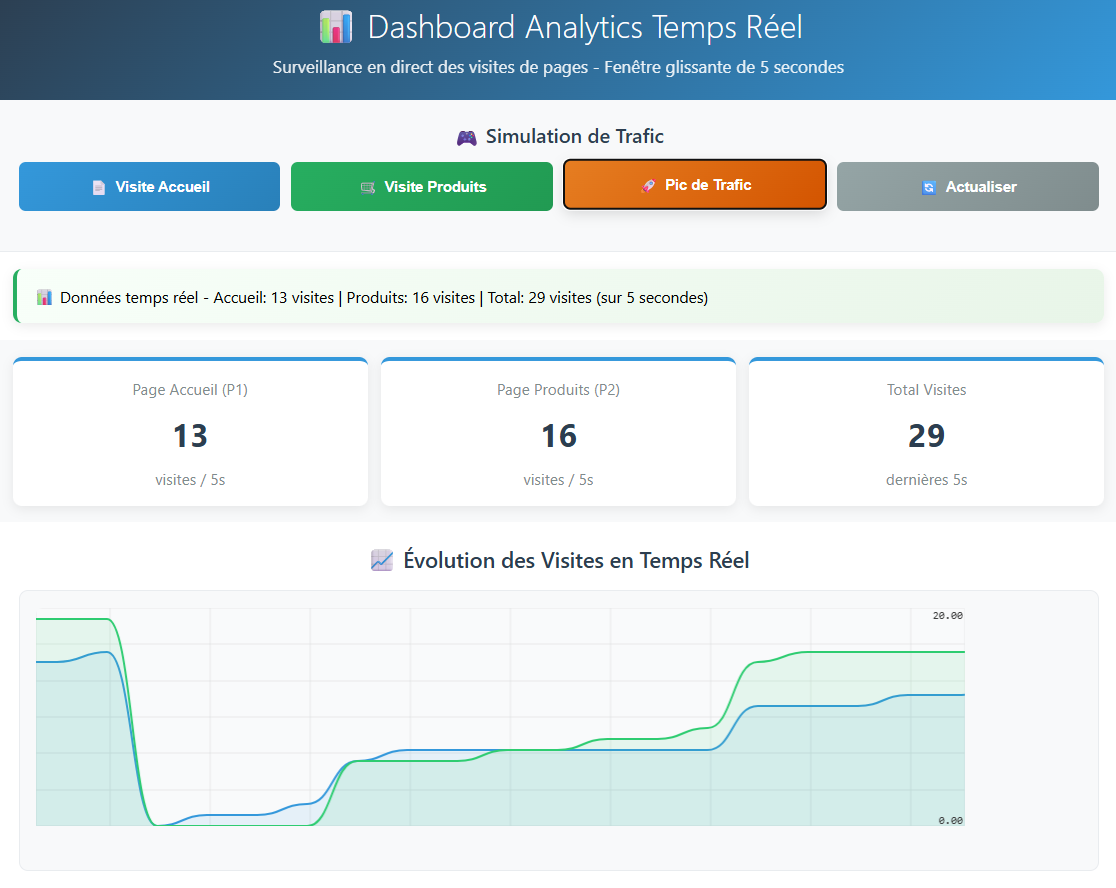 Dashboard Analytics Temps Réel
Surveillance en direct des visites de pages - Fenêtre glissante de 5 secondes
Simulation de Trafic
Visite Accueil
Visite Produits
Pic de Trafic
Actualiser
Données temps réel - Accueil: 13 visites | Produits: 16 visites | Total: 29 visites (sur 5 secondes)
Page Accueil (P1)
13
visites / 5s
Page Produits (P2)
16
visites / 5s
Total Visites
29
dernières 5s
Évolution des Visites en Temps Réel
20.00
0.00